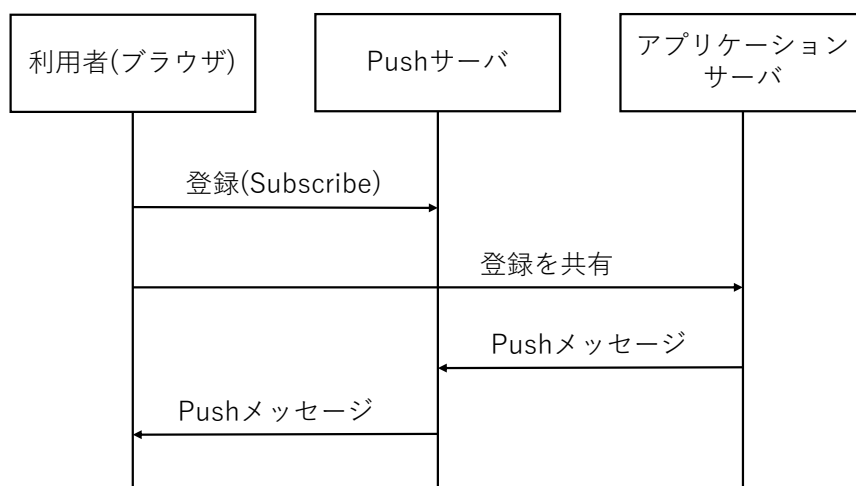 利用者(ブラウザ)
Pushサーバ
アプリケーション
サーバ
登録(Subscribe)
登録を共有
Pushメッセージ
Pushメッセージ